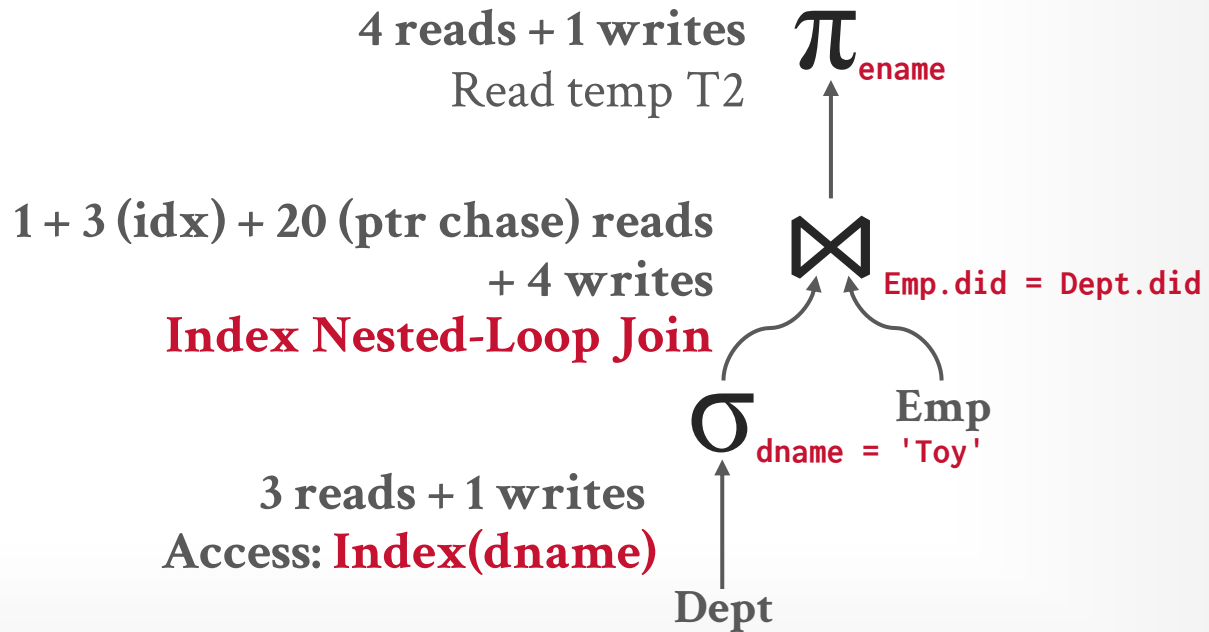 4 reads + 1 writes
π ename
Read temp T2
1 + 3 (idx) + 20 (ptr chase) reads
+ 4 writes
⋈ Emp.did = Dept.did
Index Nested-Loop Join
Emp
σ dname = 'Toy'
3 reads + 1 writes
Access: Index(dname)
Dept